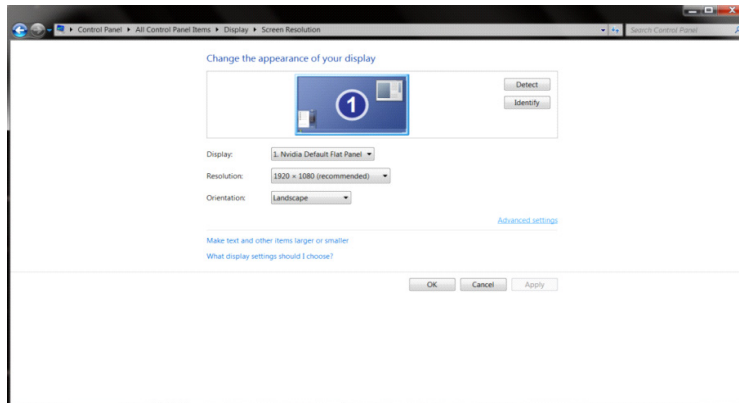 Control Panel ▸ All Control Panel Items ▸ Display ▸ Screen Resolution
Search Control Panel
Change the appearance of your display
1
Detect
Identify
Display: 1. Nvidia Default Flat Panel
Resolution: 1920 × 1080 (recommended)
Orientation: Landscape
Advanced settings
Make text and other items larger or smaller
What display settings should I choose?
OK Cancel Apply